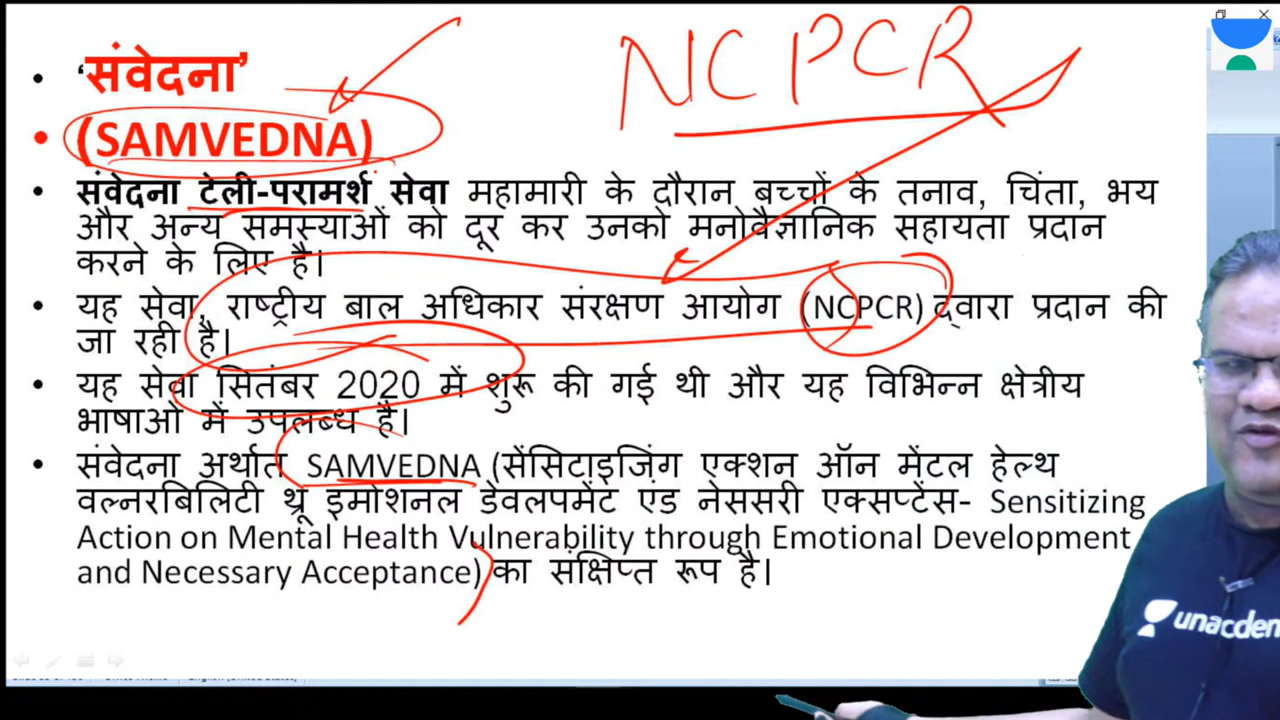 NCPCR
• ‘संवेदना’
• (SAMVEDNA)
• संवेदना टेली-परामर्श सेवा महामारी के दौरान बच्चों के तनाव, चिंता, भय
और अन्य समस्याओं को दूर कर उनको मनोवैज्ञानिक सहायता प्रदान
करने के लिए है।
• यह सेवा, राष्ट्रीय बाल अधिकार संरक्षण आयोग (NCPCR) द्वारा प्रदान की
जा रही है।
• यह सेवा सितंबर 2020 में शुरू की गई थी और यह विभिन्न क्षेत्रीय
भाषाओं में उपलब्ध है।
• संवेदना अर्थात SAMVEDNA (सेंसिटाइजिंग एक्शन ऑन मेंटल हेल्थ
वल्नरबिलिटी थ्रू इमोशनल डेवलपमेंट एंड नेससरी एक्सप्टेंस- Sensitizing
Action on Mental Health Vulnerability through Emotional Development
and Necessary Acceptance) का संक्षिप्त रूप है।